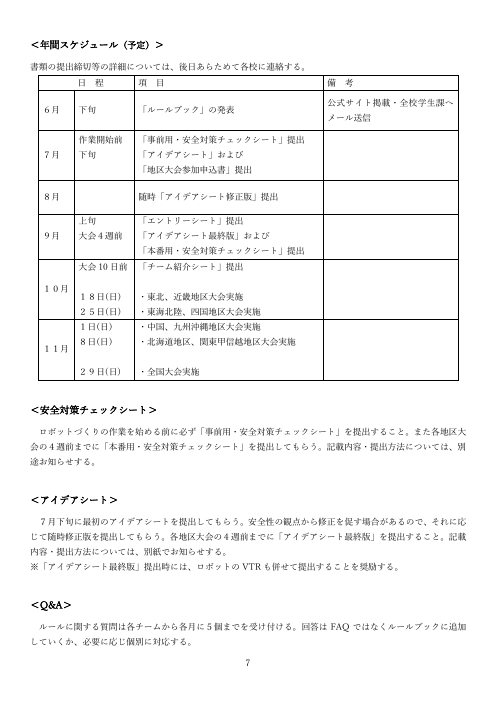 ＜年間スケジュール（予定）＞
書類の提出締切等の詳細については、後日あらためて各校に連絡する。
日　程　項　目　備　考
６月　下旬　「ルールブック」の発表　公式サイト掲載・全校学生課へ
メール送信
作業開始前　「事前用・安全対策チェックシート」提出
７月　下旬　「アイデアシート」および
「地区大会参加申込書」提出
８月　随時「アイデアシート修正版」提出
上旬　「エントリーシート」提出
９月　大会４週前　「アイデアシート最終版」および
「本番用・安全対策チェックシート」提出
大会 10 日前　「チーム紹介シート」提出
１０月
１８日(日)　・東北、近畿地区大会実施
２５日(日)　・東海北陸、四国地区大会実施
１日(日)　・中国、九州沖縄地区大会実施
８日(日)　・北海道地区、関東甲信越地区大会実施
１１月
２９日(日)　・全国大会実施
＜安全対策チェックシート＞
ロボットづくりの作業を始める前に必ず「事前用・安全対策チェックシート」を提出すること。また各地区大
会の４週前までに「本番用・安全対策チェックシート」を提出してもらう。記載内容・提出方法については、別
途お知らせする。
＜アイデアシート＞
７月下旬に最初のアイデアシートを提出してもらう。安全性の観点から修正を促す場合があるので、それに応
じて随時修正版を提出してもらう。各地区大会の４週前までに「アイデアシート最終版」を提出すること。記載
内容・提出方法については、別紙でお知らせする。
※「アイデアシート最終版」提出時には、ロボットの VTR も併せて提出することを奨励する。
＜Q&A＞
ルールに関する質問は各チームから各月に５個までを受け付ける。回答は FAQ ではなくルールブックに追加
していくか、必要に応じ個別に対応する。
7